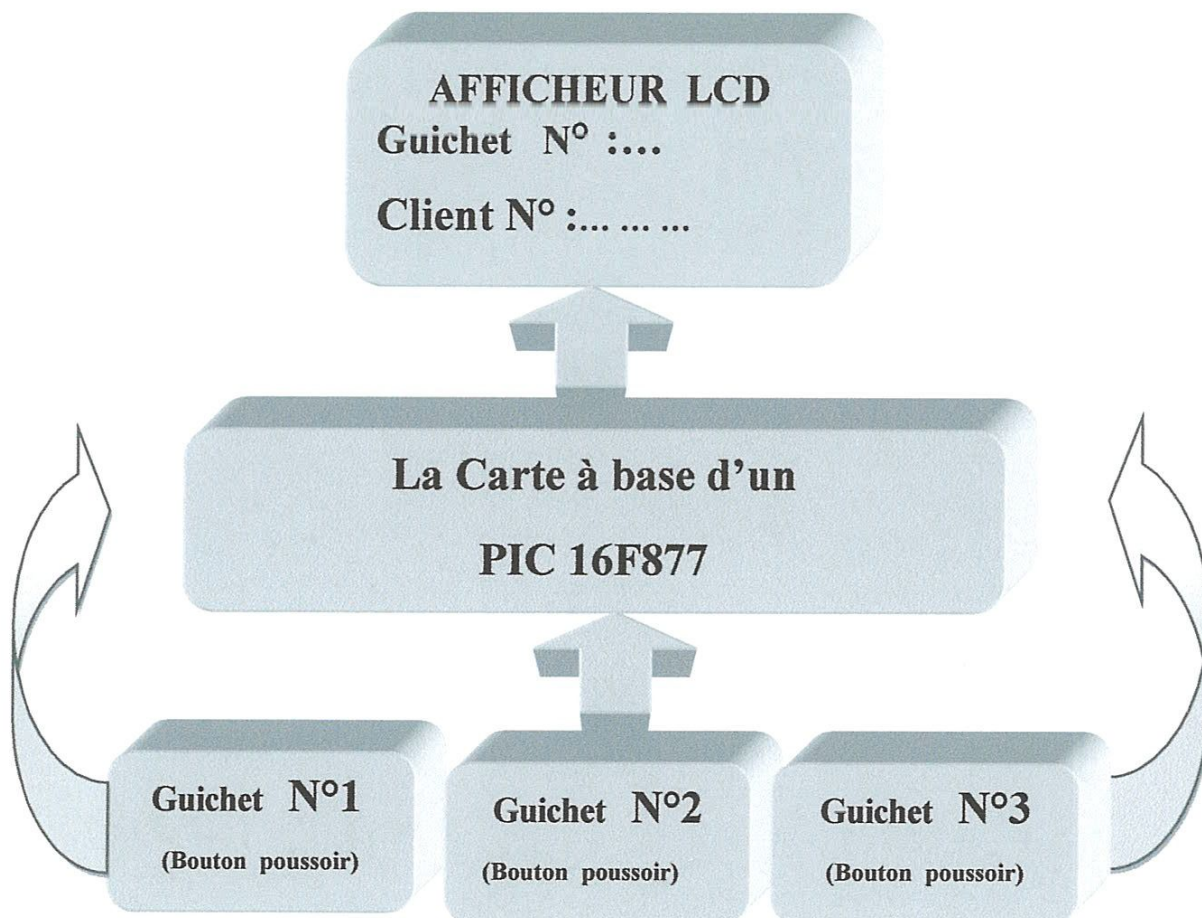 AFFICHEUR LCD
Guichet N° :...
Client N° :... ... ...
La Carte à base d’un
PIC 16F877
Guichet N°1
(Bouton poussoir)
Guichet N°2
(Bouton poussoir)
Guichet N°3
(Bouton poussoir)